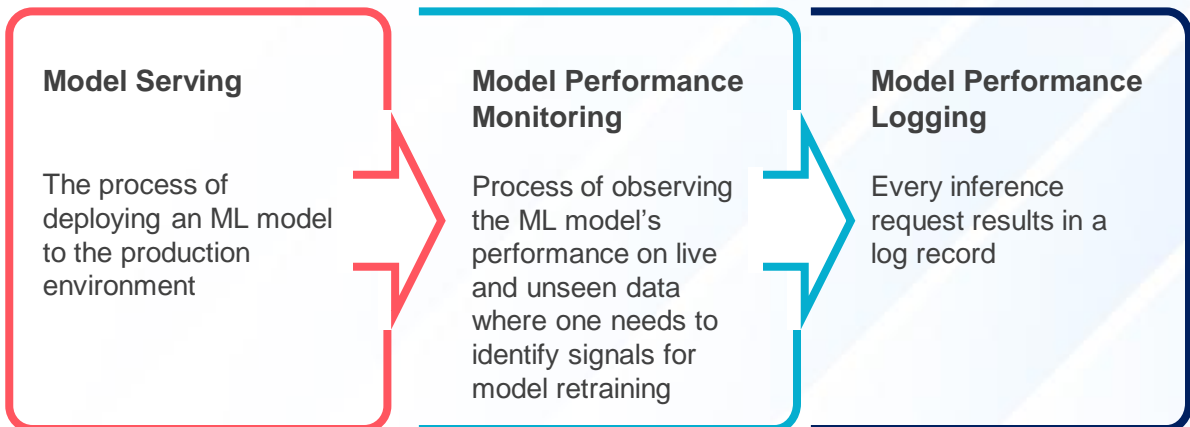 Model Serving
The process of
deploying an ML model
to the production
environment
Model Performance
Monitoring
Process of observing
the ML model’s
performance on live
and unseen data
where one needs to
identify signals for
model retraining
Model Performance
Logging
Every inference
request results in a
log record